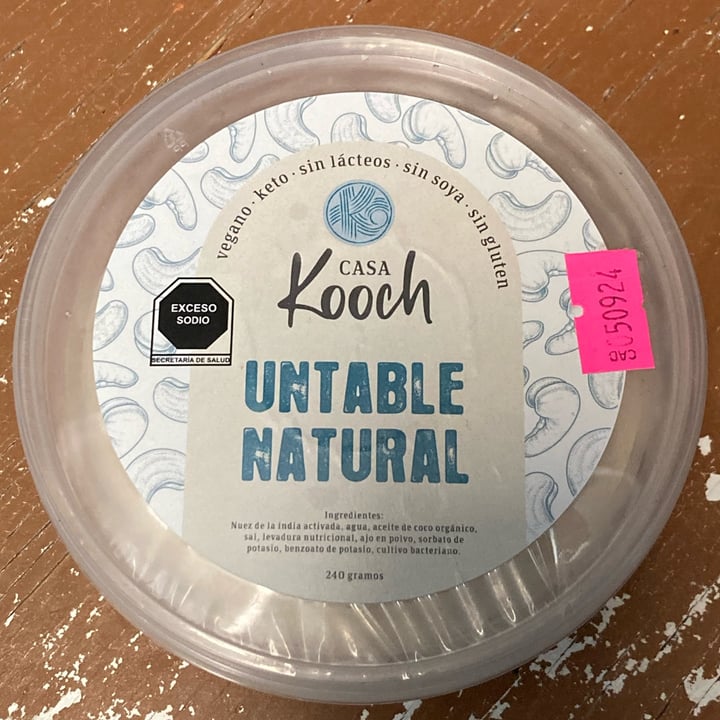 vegano · keto · sin lácteos · sin soya · sin gluten
CASA
Kooch
EXCESO
SODIO
SECRETARÍA DE SALUD
UNTABLE
NATURAL
Ingredientes:
Nuez de la india activada, agua, aceite de coco orgánico,
sal, levadura nutricional, ajo en polvo, sorbato de
potasio, benzoato de potasio, cultivo bacteriano.
240 gramos
050924